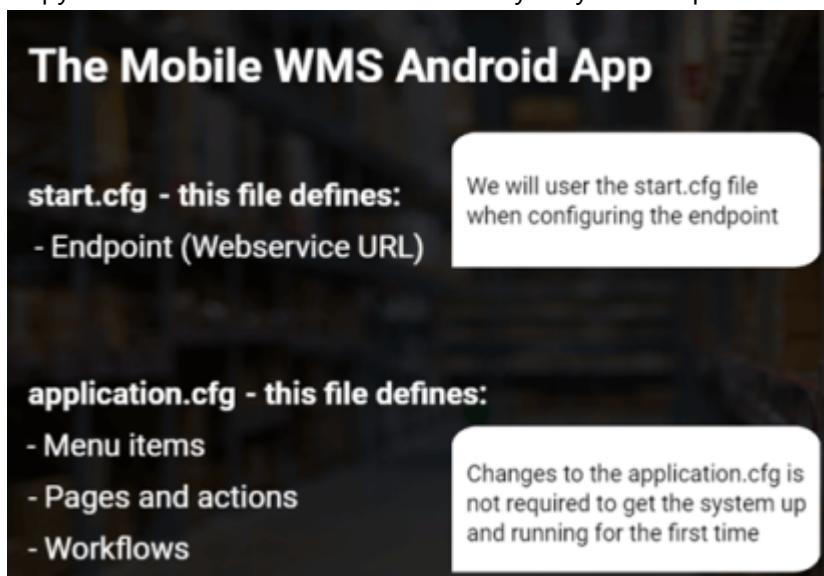 The Mobile WMS Android App
start.cfg - this file defines:
- Endpoint (Webservice URL)
We will user the start.cfg file
when configuring the endpoint
application.cfg - this file defines:
- Menu items
- Pages and actions
- Workflows
Changes to the application.cfg is
not required to get the system up
and running for the first time